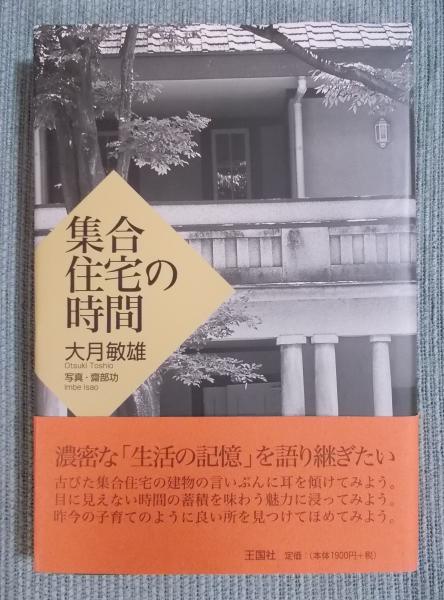 集合
住宅の
時間
大月敏雄
Otsuki Toshio
写真・齋部功
Imbe Isao
濃密な「生活の記憶」を語り継ぎたい
古びた集合住宅の建物の言いぶんに耳を傾けてみよう。
目に見えない時間の蓄積を味わう魅力に浸ってみよう。
昨今の子育てのように良い所を見つけてほめてみよう。
王国社 定価：（本体1900円＋税）